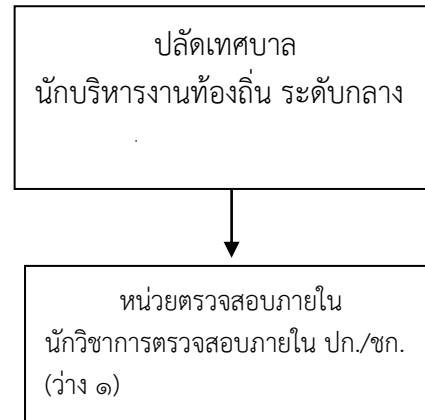 ปลัดเทศบาล
นักบริหารงานท้องถิ่น ระดับกลาง
หน่วยตรวจสอบภายใน
นักวิชาการตรวจสอบภายใน ปก./ชก.
(ว่าง ๑)